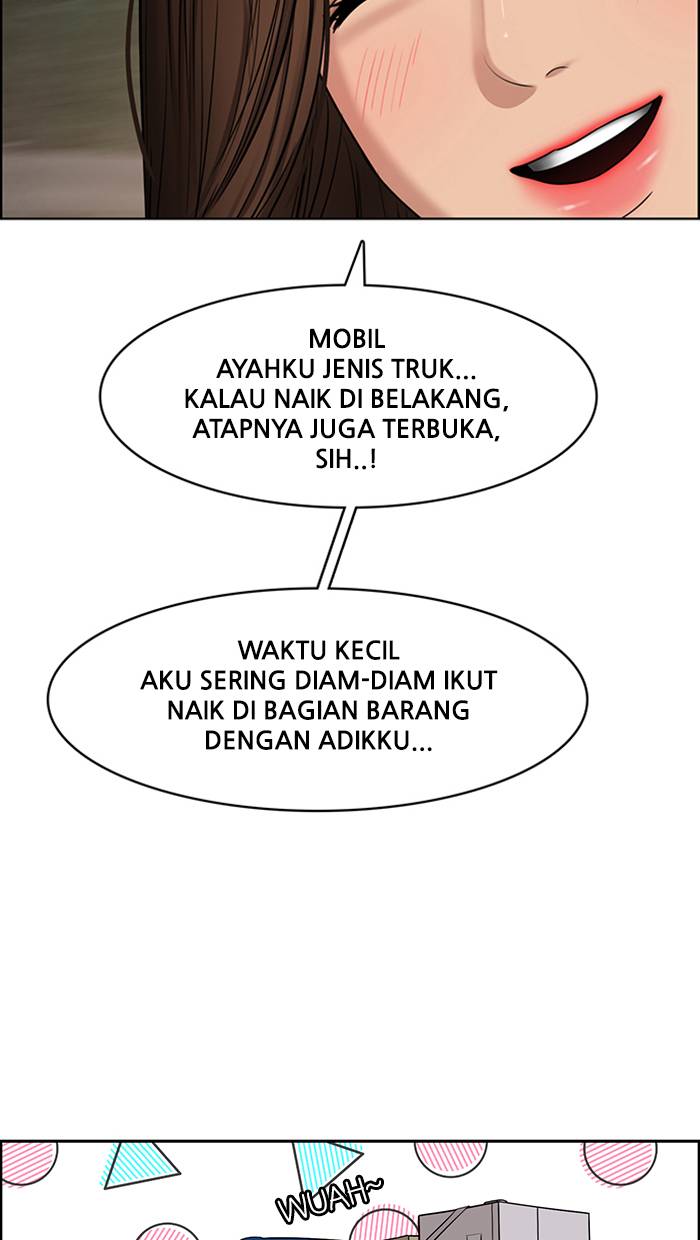 MOBIL
AYAHKU JENIS TRUK...
KALAU NAIK DI BELAKANG,
ATAPNYA JUGA TERBUKA,
SIH..!
WAKTU KECIL
AKU SERING DIAM-DIAM IKUT
NAIK DI BAGIAN BARANG
DENGAN ADIKKU...
WUAH~